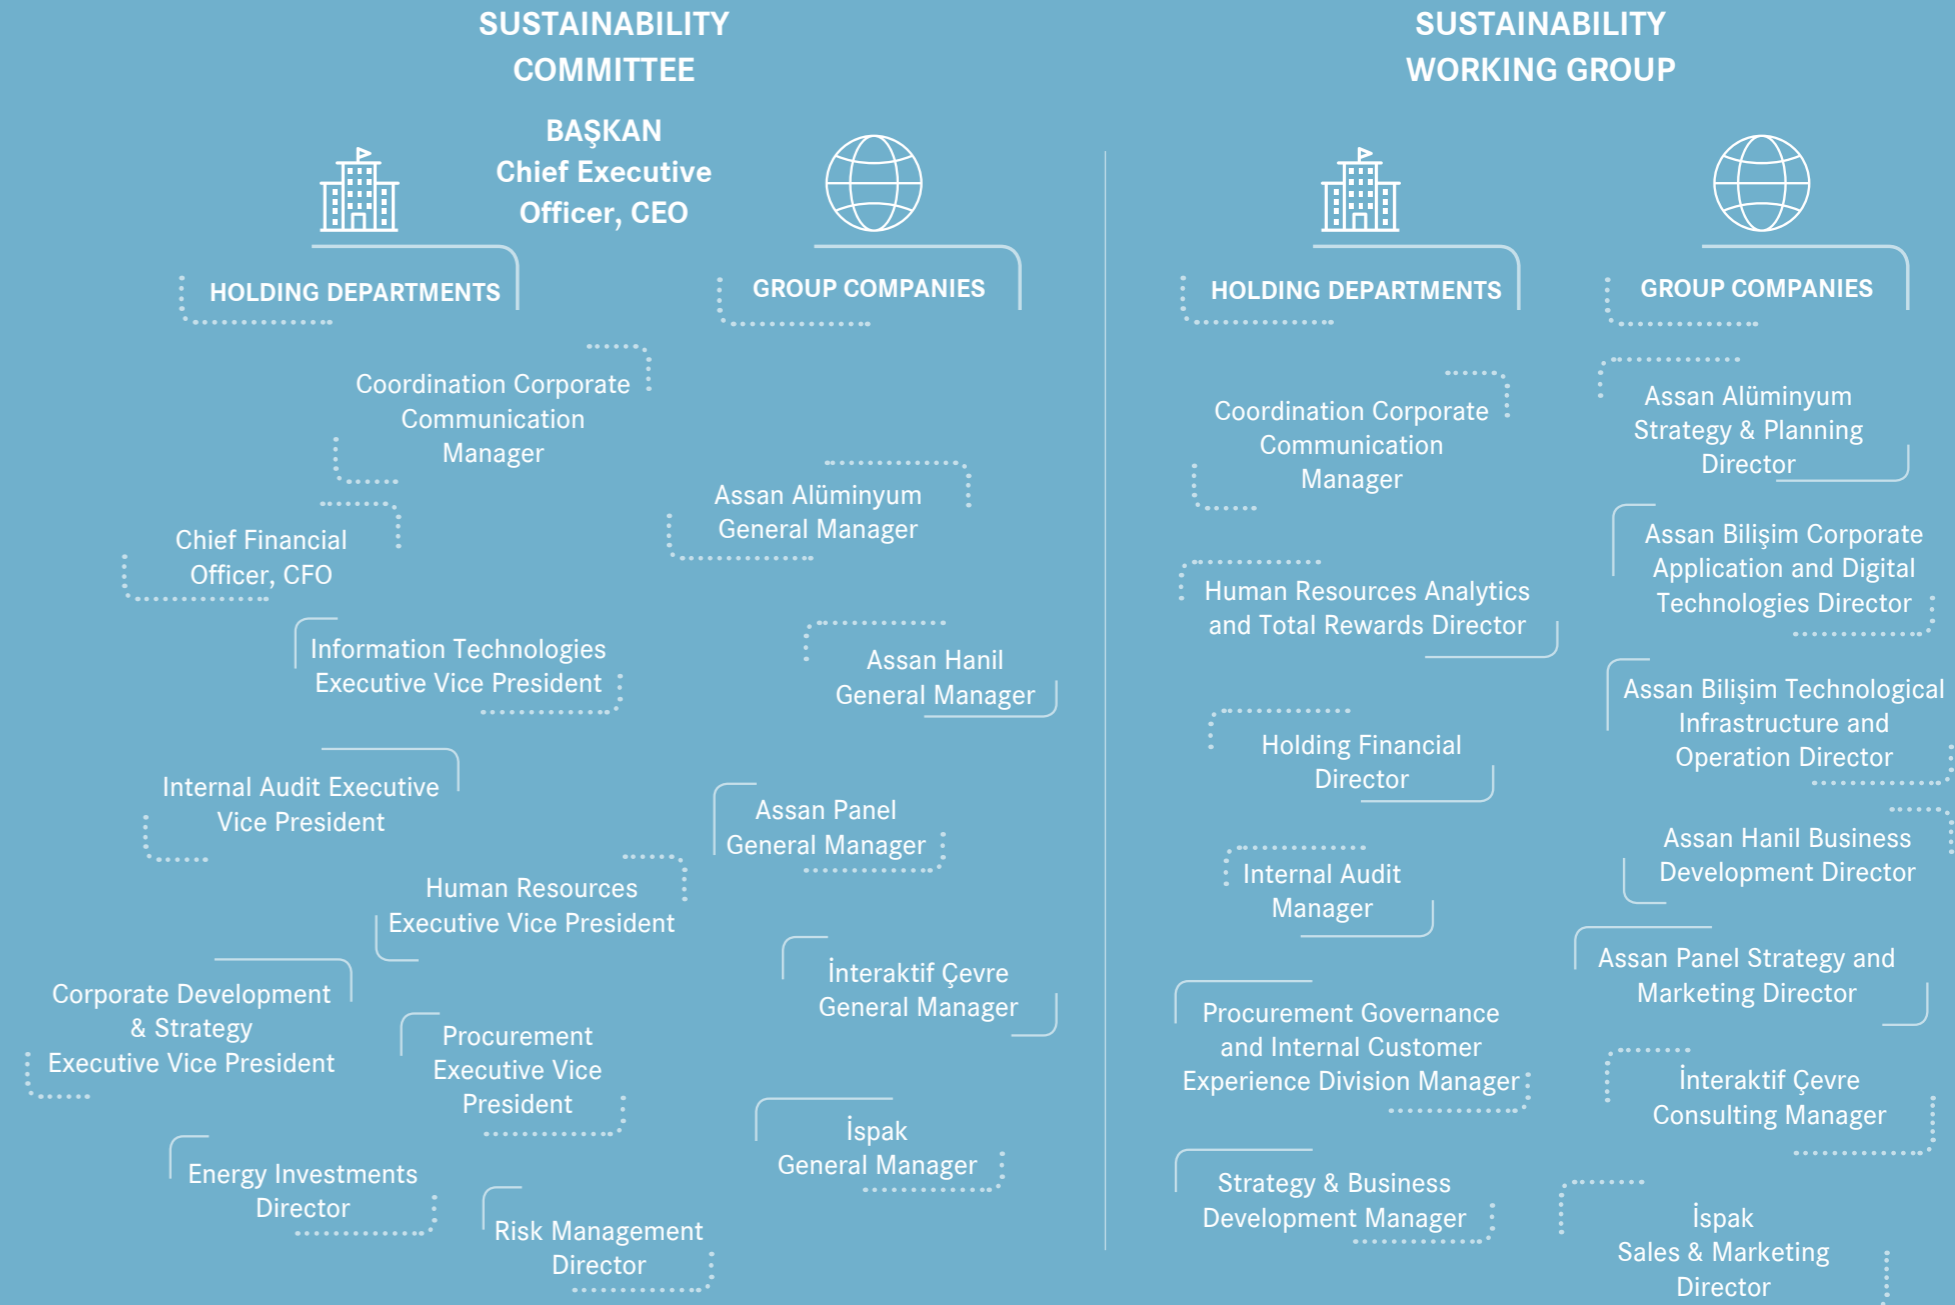 SUSTAINABILITY
COMMITTEE
BAŞKAN
Chief Executive
Officer, CEO
HOLDING DEPARTMENTS
Coordination Corporate
Communication
Manager
Chief Financial
Officer, CFO
Information Technologies
Executive Vice President
Internal Audit Executive
Vice President
Human Resources
Executive Vice President
Corporate Development
& Strategy
Executive Vice President
Procurement
Executive Vice
President
Energy Investments
Director
Risk Management
Director
GROUP COMPANIES
Assan Alüminyum
General Manager
Assan Hanil
General Manager
Assan Panel
General Manager
İnteraktif Çevre
General Manager
İspak
General Manager
SUSTAINABILITY
WORKING GROUP
HOLDING DEPARTMENTS
Coordination Corporate
Communication
Manager
Human Resources Analytics
and Total Rewards Director
Holding Financial
Director
Internal Audit
Manager
Procurement Governance
and Internal Customer
Experience Division Manager
Strategy & Business
Development Manager
GROUP COMPANIES
Assan Alüminyum
Strategy & Planning
Director
Assan Bilişim Corporate
Application and Digital
Technologies Director
Assan Bilişim Technological
Infrastructure and
Operation Director
Assan Hanil Business
Development Director
Assan Panel Strategy and
Marketing Director
İnteraktif Çevre
Consulting Manager
İspak
Sales & Marketing
Director